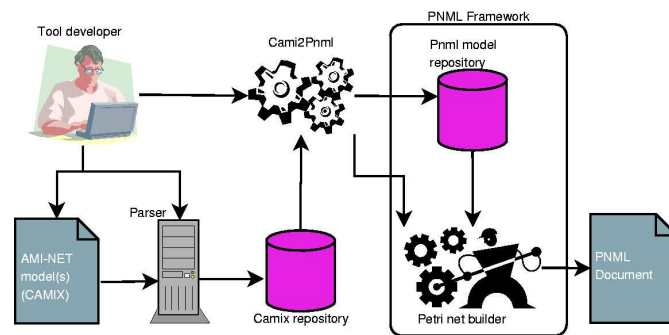 PNML Framework
Tool developer
Cami2Pnml
Pnml model
repository
Parser
AMI-NET
model(s)
(CAMIX)
PNML
Document
Camix repository
Petri net builder